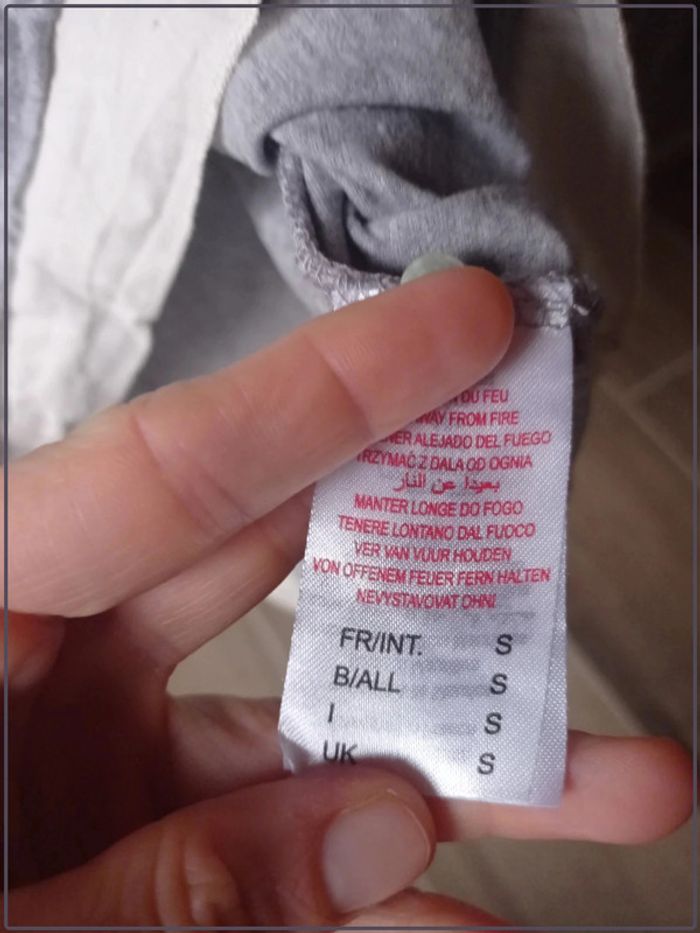 DU FEU
AWAY FROM FIRE
ALEJADO DEL FUEGO
TRZYMAĆ Z DALA OD OGNIA
بعيدا عن النار
MANTER LONGE DO FOGO
TENERE LONTANO DAL FUOCO
VER VAN VUUR HOUDEN
VON OFFENEM FEUER FERN HALTEN
NEVYSTAVOVAT OHNI
FR/INT. S
B/ALL S
I S
UK S